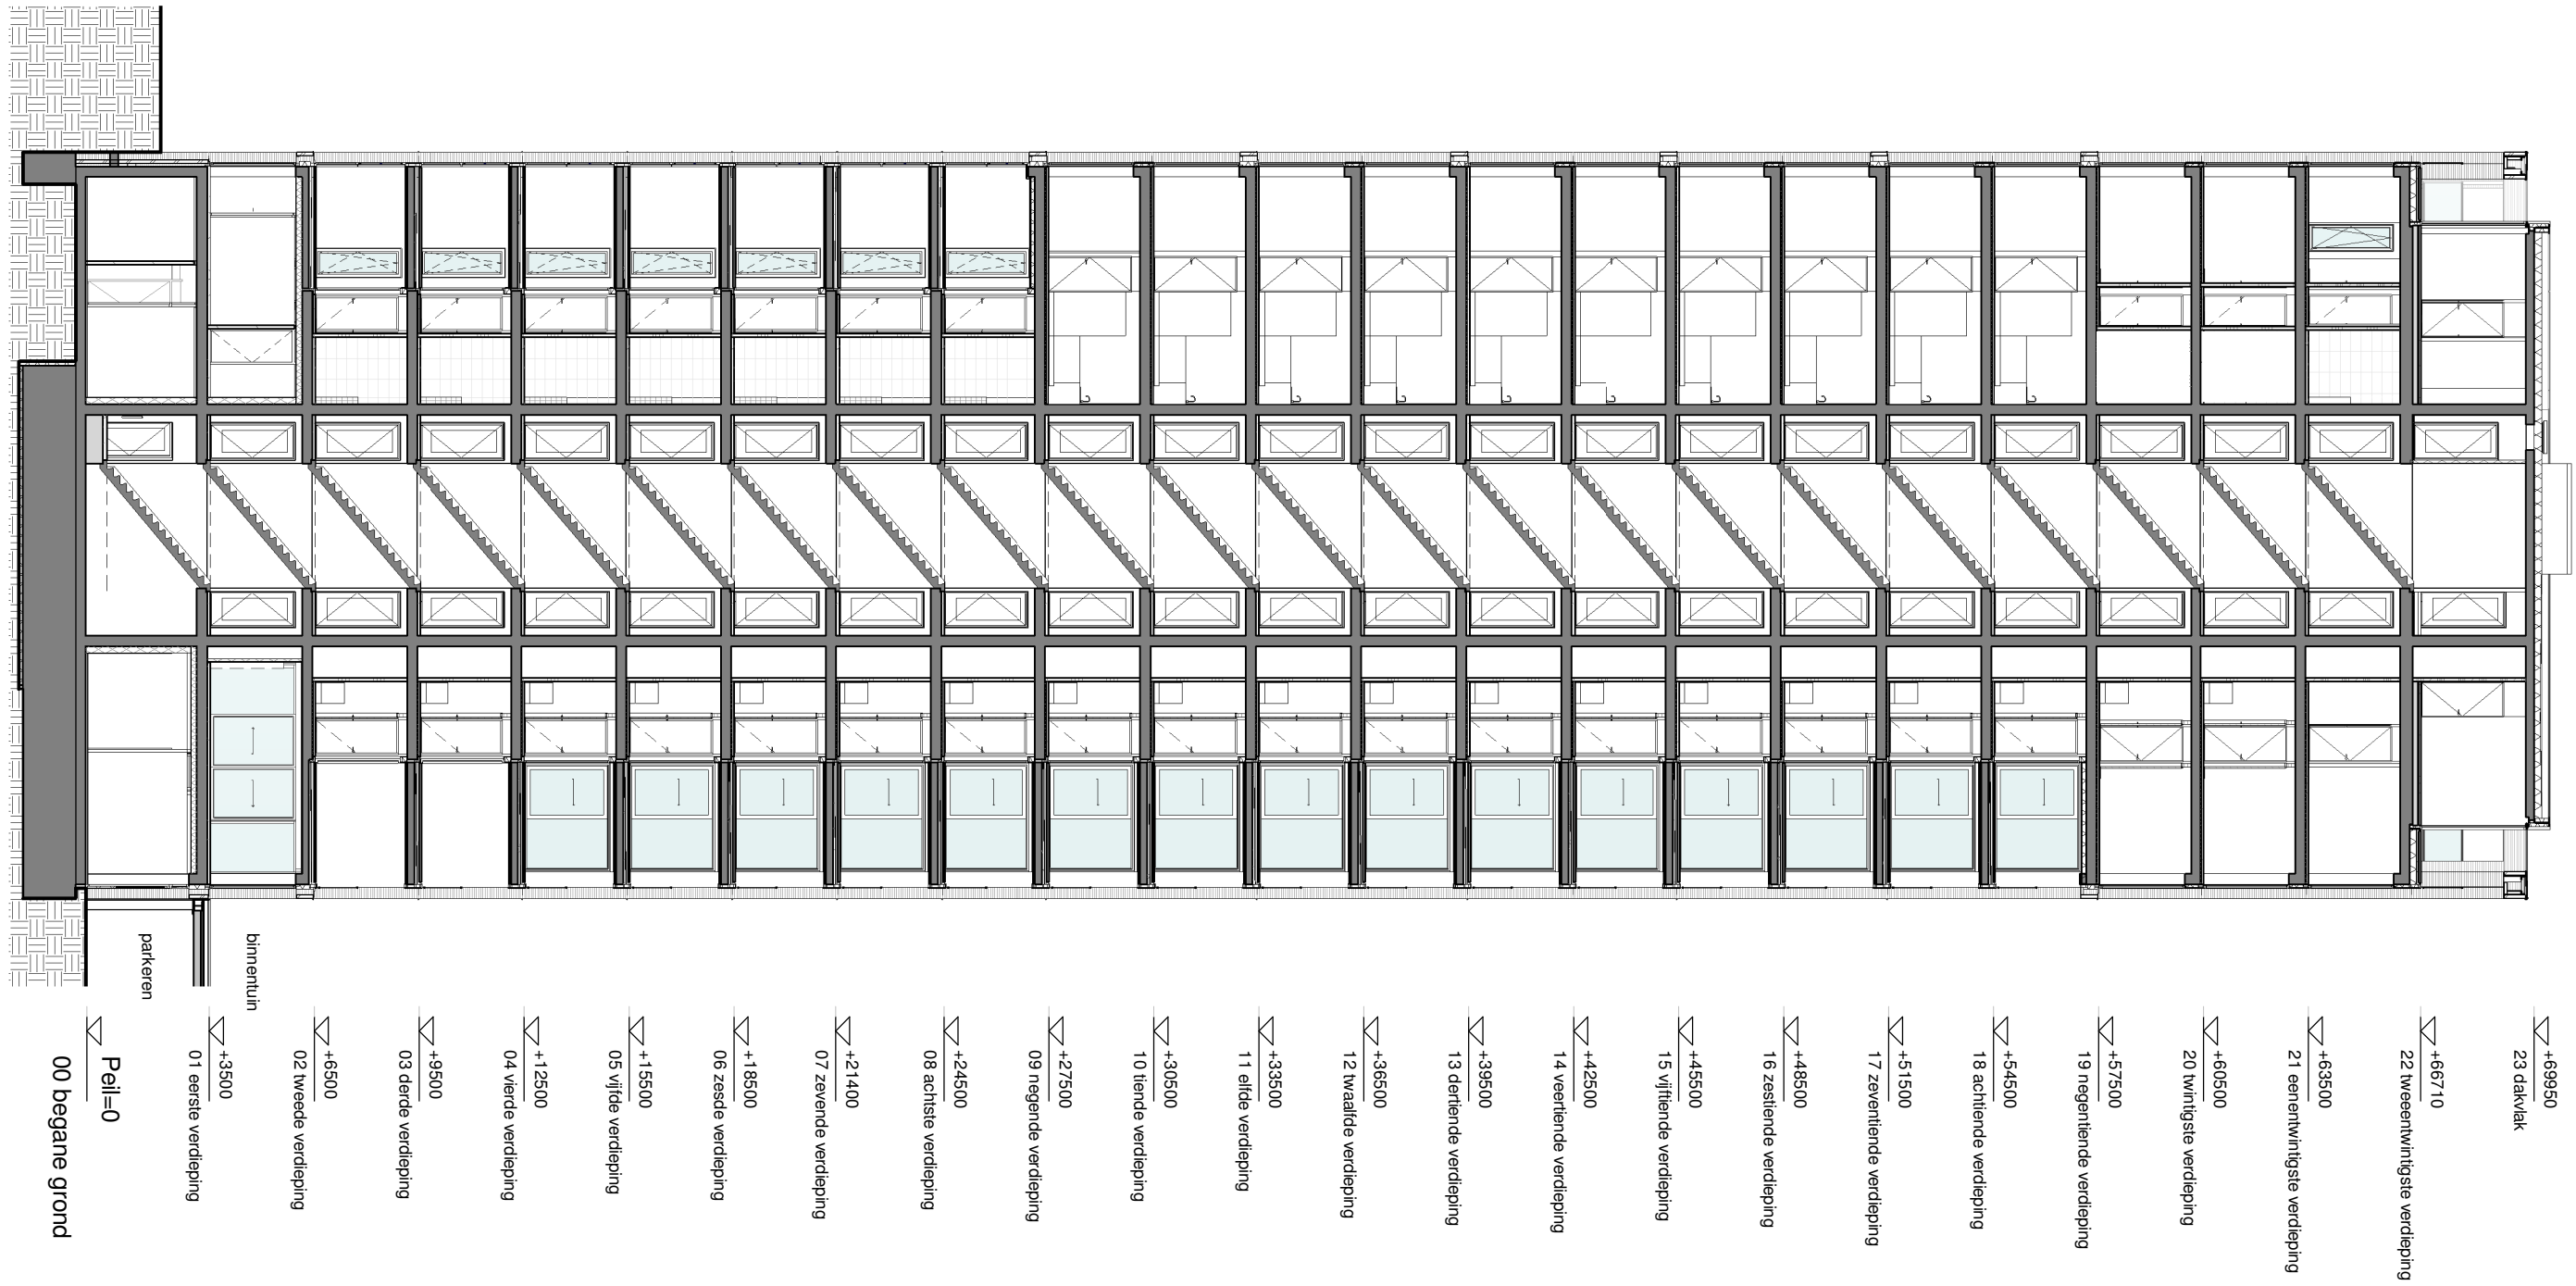 +69950
23 dakvlak
+66710
22 tweeentwintigste verdieping
+63500
21 eenentwintigste verdieping
+60500
20 twintigste verdieping
+57500
19 negentiende verdieping
+54500
18 achtiende verdieping
+51500
17 zeventiende verdieping
+48500
16 zestiende verdieping
+45500
15 vijftiende verdieping
+42500
14 veertiende verdieping
+39500
13 dertiende verdieping
+36500
12 twaalfde verdieping
+33500
11 elfde verdieping
+30500
10 tiende verdieping
+27500
09 negende verdieping
+24500
08 achtstste verdieping
+21400
07 zevende verdieping
+18500
06 zesde verdieping
+15500
05 vijfde verdieping
+12500
04 vierde verdieping
+9500
03 derde verdieping
+6500
02 tweede verdieping
binnentuin
+3500
01 eerste verdieping
parkeren
Peil=0
00 begane grond